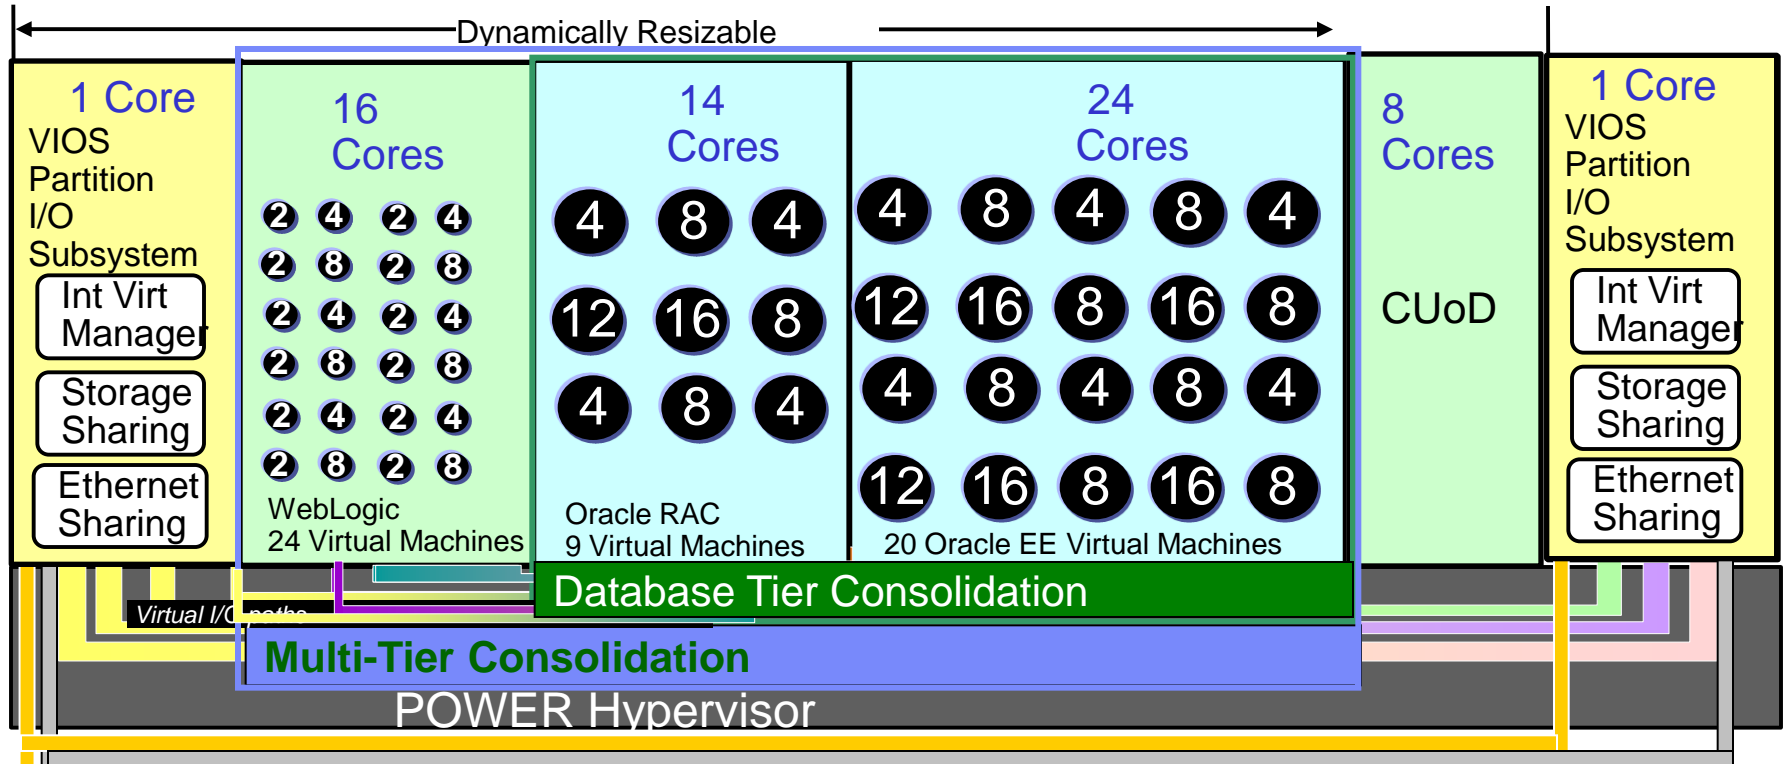 Dynamically Resizable
1 Core
VIOS
Partition
I/O
Subsystem
Int Virt
Manager
Storage
Sharing
Ethernet
Sharing
16
Cores
2 4 2 4
2 8 2 8
2 4 2 4
2 8 2 8
2 4 2 4
2 8 2 8
WebLogic
24 Virtual Machines
14
Cores
4 8 4
12 16 8
4 8 4
Oracle RAC
9 Virtual Machines
24
Cores
4 8 4 8 4
12 16 8 16 8
4 8 4 8 4
12 16 8 16 8
20 Oracle EE Virtual Machines
8
Cores
CUoD
1 Core
VIOS
Partition
I/O
Subsystem
Int Virt
Manager
Storage
Sharing
Ethernet
Sharing
Database Tier Consolidation
Virtual I/O paths
Multi-Tier Consolidation
POWER Hypervisor